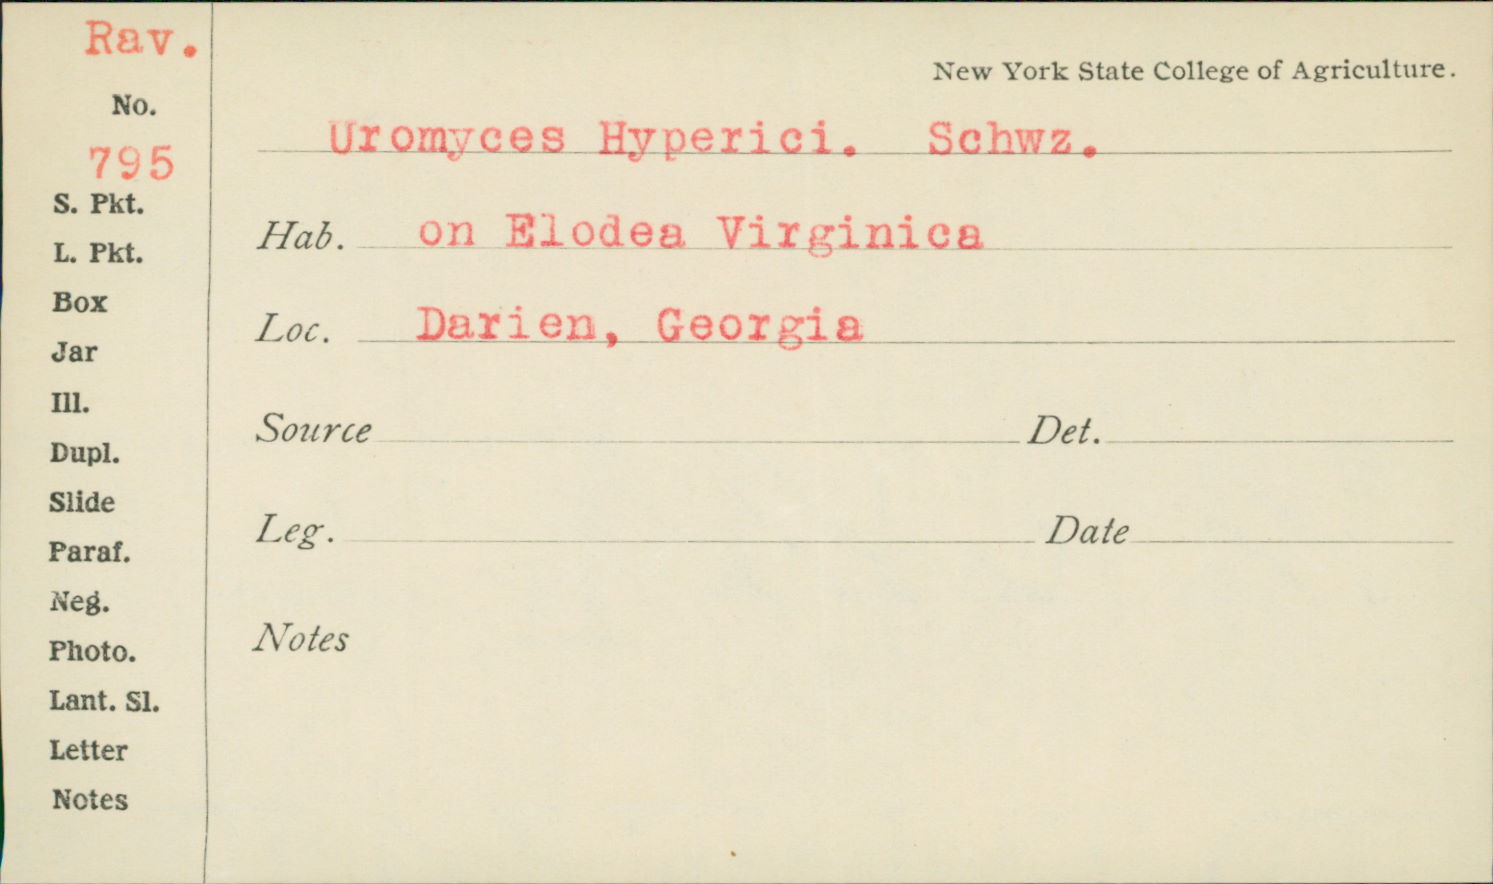 Rav.
No.
795
S. Pkt.
L. Pkt.
Box
Jar
Ill.
Dupl.
Slide
Paraf.
Neg.
Photo.
Lant. Sl.
Letter
Notes
New York State College of Agriculture.
Uromyces Hyperici. Schwz.
Hab. on Elodea Virginica
Loc. Darien, Georgia
Source Det.
Leg. Date
Notes